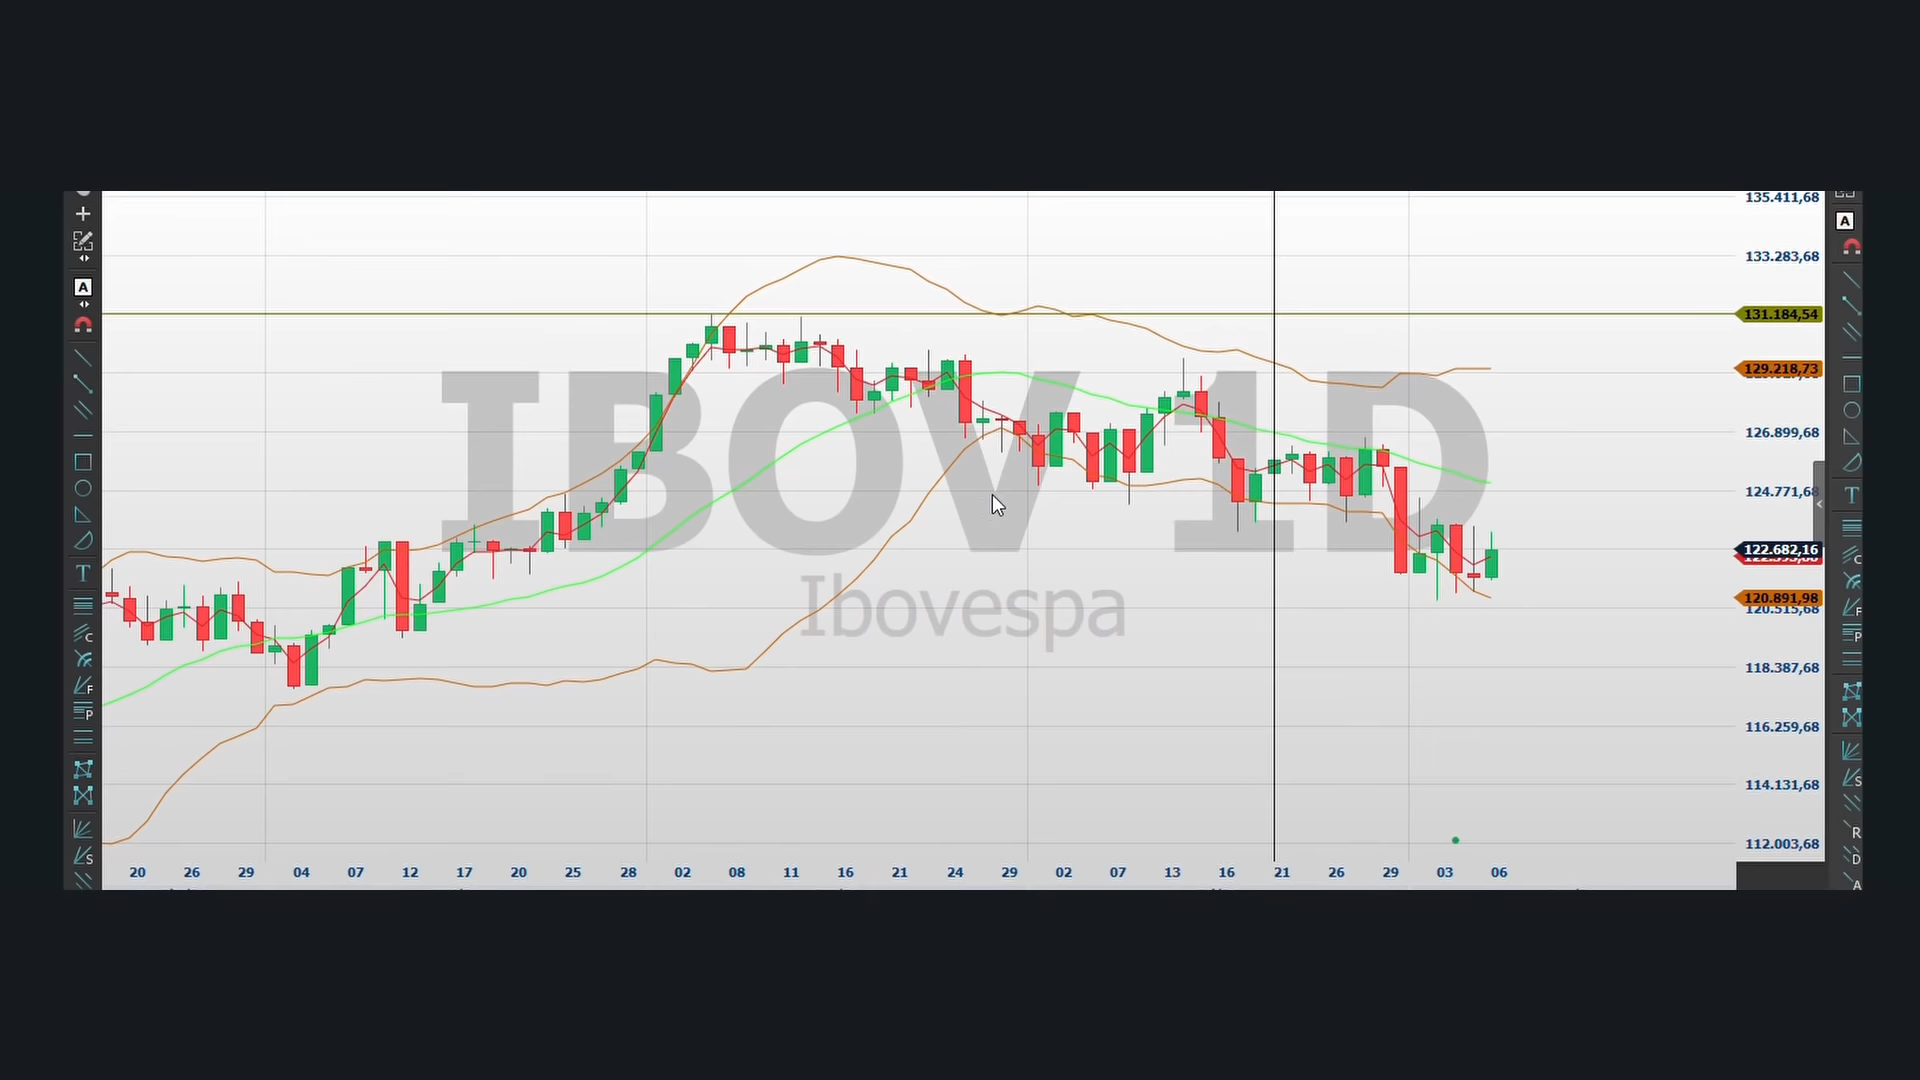 IBOV 1D
Ibovespa
135.411,68
133.283,68
131.184,54
129.218,73
126.899,68
124.771,68
122.682,16
120.891,98
120.515,68
118.387,68
116.259,68
114.131,68
112.003,68
20 26 29 04 07 12 17 20 25 28 02 08 11 16 21 24 29 02 07 13 16 21 26 29 03 06
A
T
C
F
P
S
A
T
C
F
P
S
R
D
A